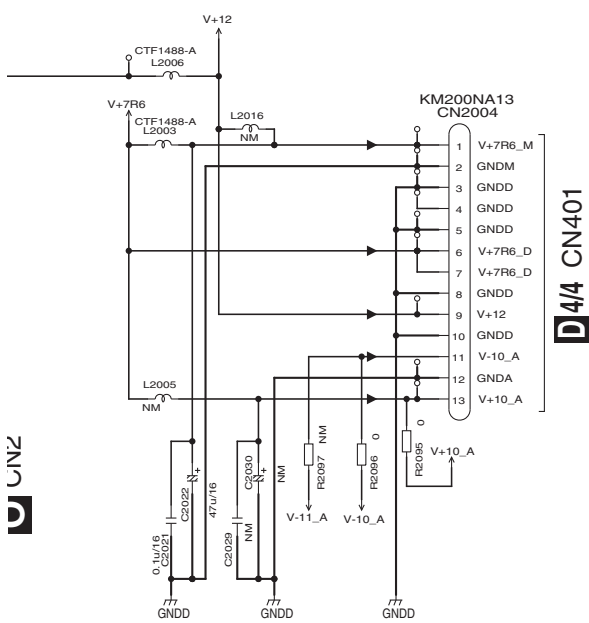 V+12
CTF1488-A
L2006
V+7R6
CTF1488-A
L2003
L2016
NM
KM200NA13
CN2004
1 V+7R6_M
2 GNDM
3 GNDD
4 GNDD
5 GNDD
6 V+7R6_D
7 V+7R6_D
8 GNDD
9 V+12
10 GNDD
11 V-10_A
12 GNDA
13 V+10_A
D 4/4 CN401
L2005
NM
CN2
0.1u/16
C2021
C2022
47u/16
C2029
NM
C2030
NM
R2097
NM
R2096
0
R2095
0
V+10_A
V-11_A
V-10_A
GNDD
GNDD
GNDD